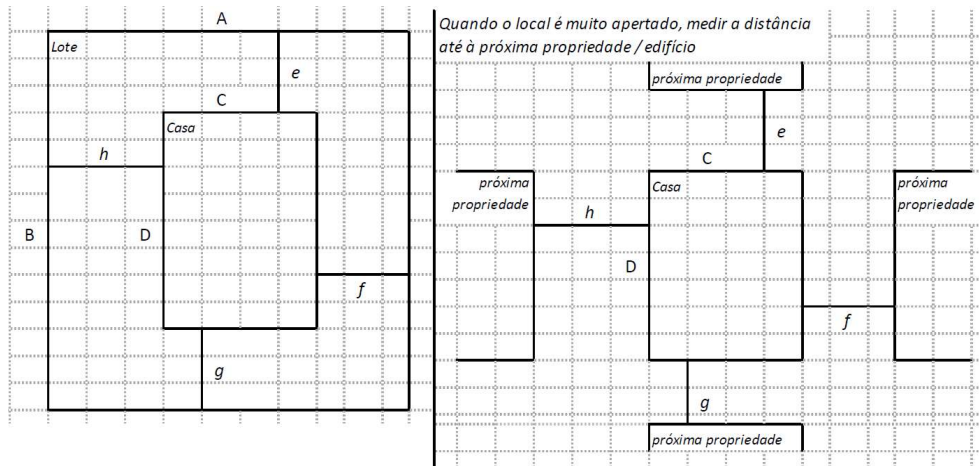 A
Lote
e
C
Casa
h
B
D
f
g
Quando o local é muito apertado, medir a distância
até à próxima propriedade / edifício
próxima propriedade
e
C
próxima
propriedade
Casa
próxima
propriedade
h
D
f
g
próxima propriedade